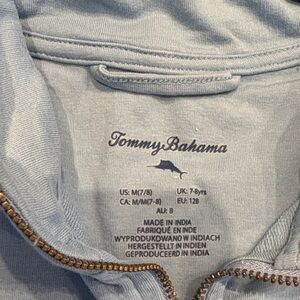 Tommy Bahama
US: M(7/8) UK: 7-8yrs
CA: M/M(7-8) EU: 128
AU: 8
MADE IN INDIA
FABRIQUÉ EN INDE
WYPRODUKOWANO W INDIACH
HERGESTELLT IN INDIEN
GEPRODUCEERD IN INDIA